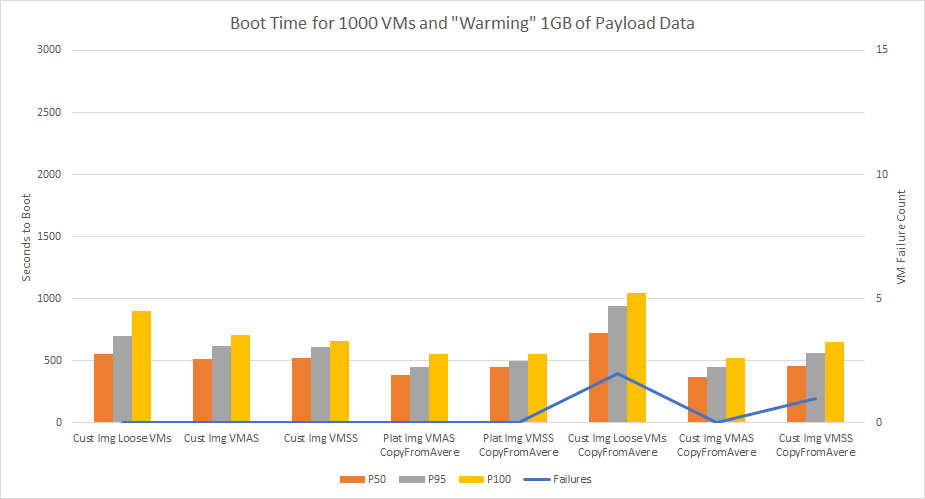 Boot Time for 1000 VMs and "Warming" 1GB of Payload Data
3000
2500
2000
1500
1000
500
0
Seconds to Boot
15
10
5
0
VM Failure Count
Cust Img Loose VMs
Cust Img VMAS
Cust Img VMSS
Plat Img VMAS
CopyFromAvere
Plat Img VMSS
CopyFromAvere
Cust Img Loose VMs
CopyFromAvere
Cust Img VMAS
CopyFromAvere
Cust Img VMSS
CopyFromAvere
P50
P95
P100
Failures